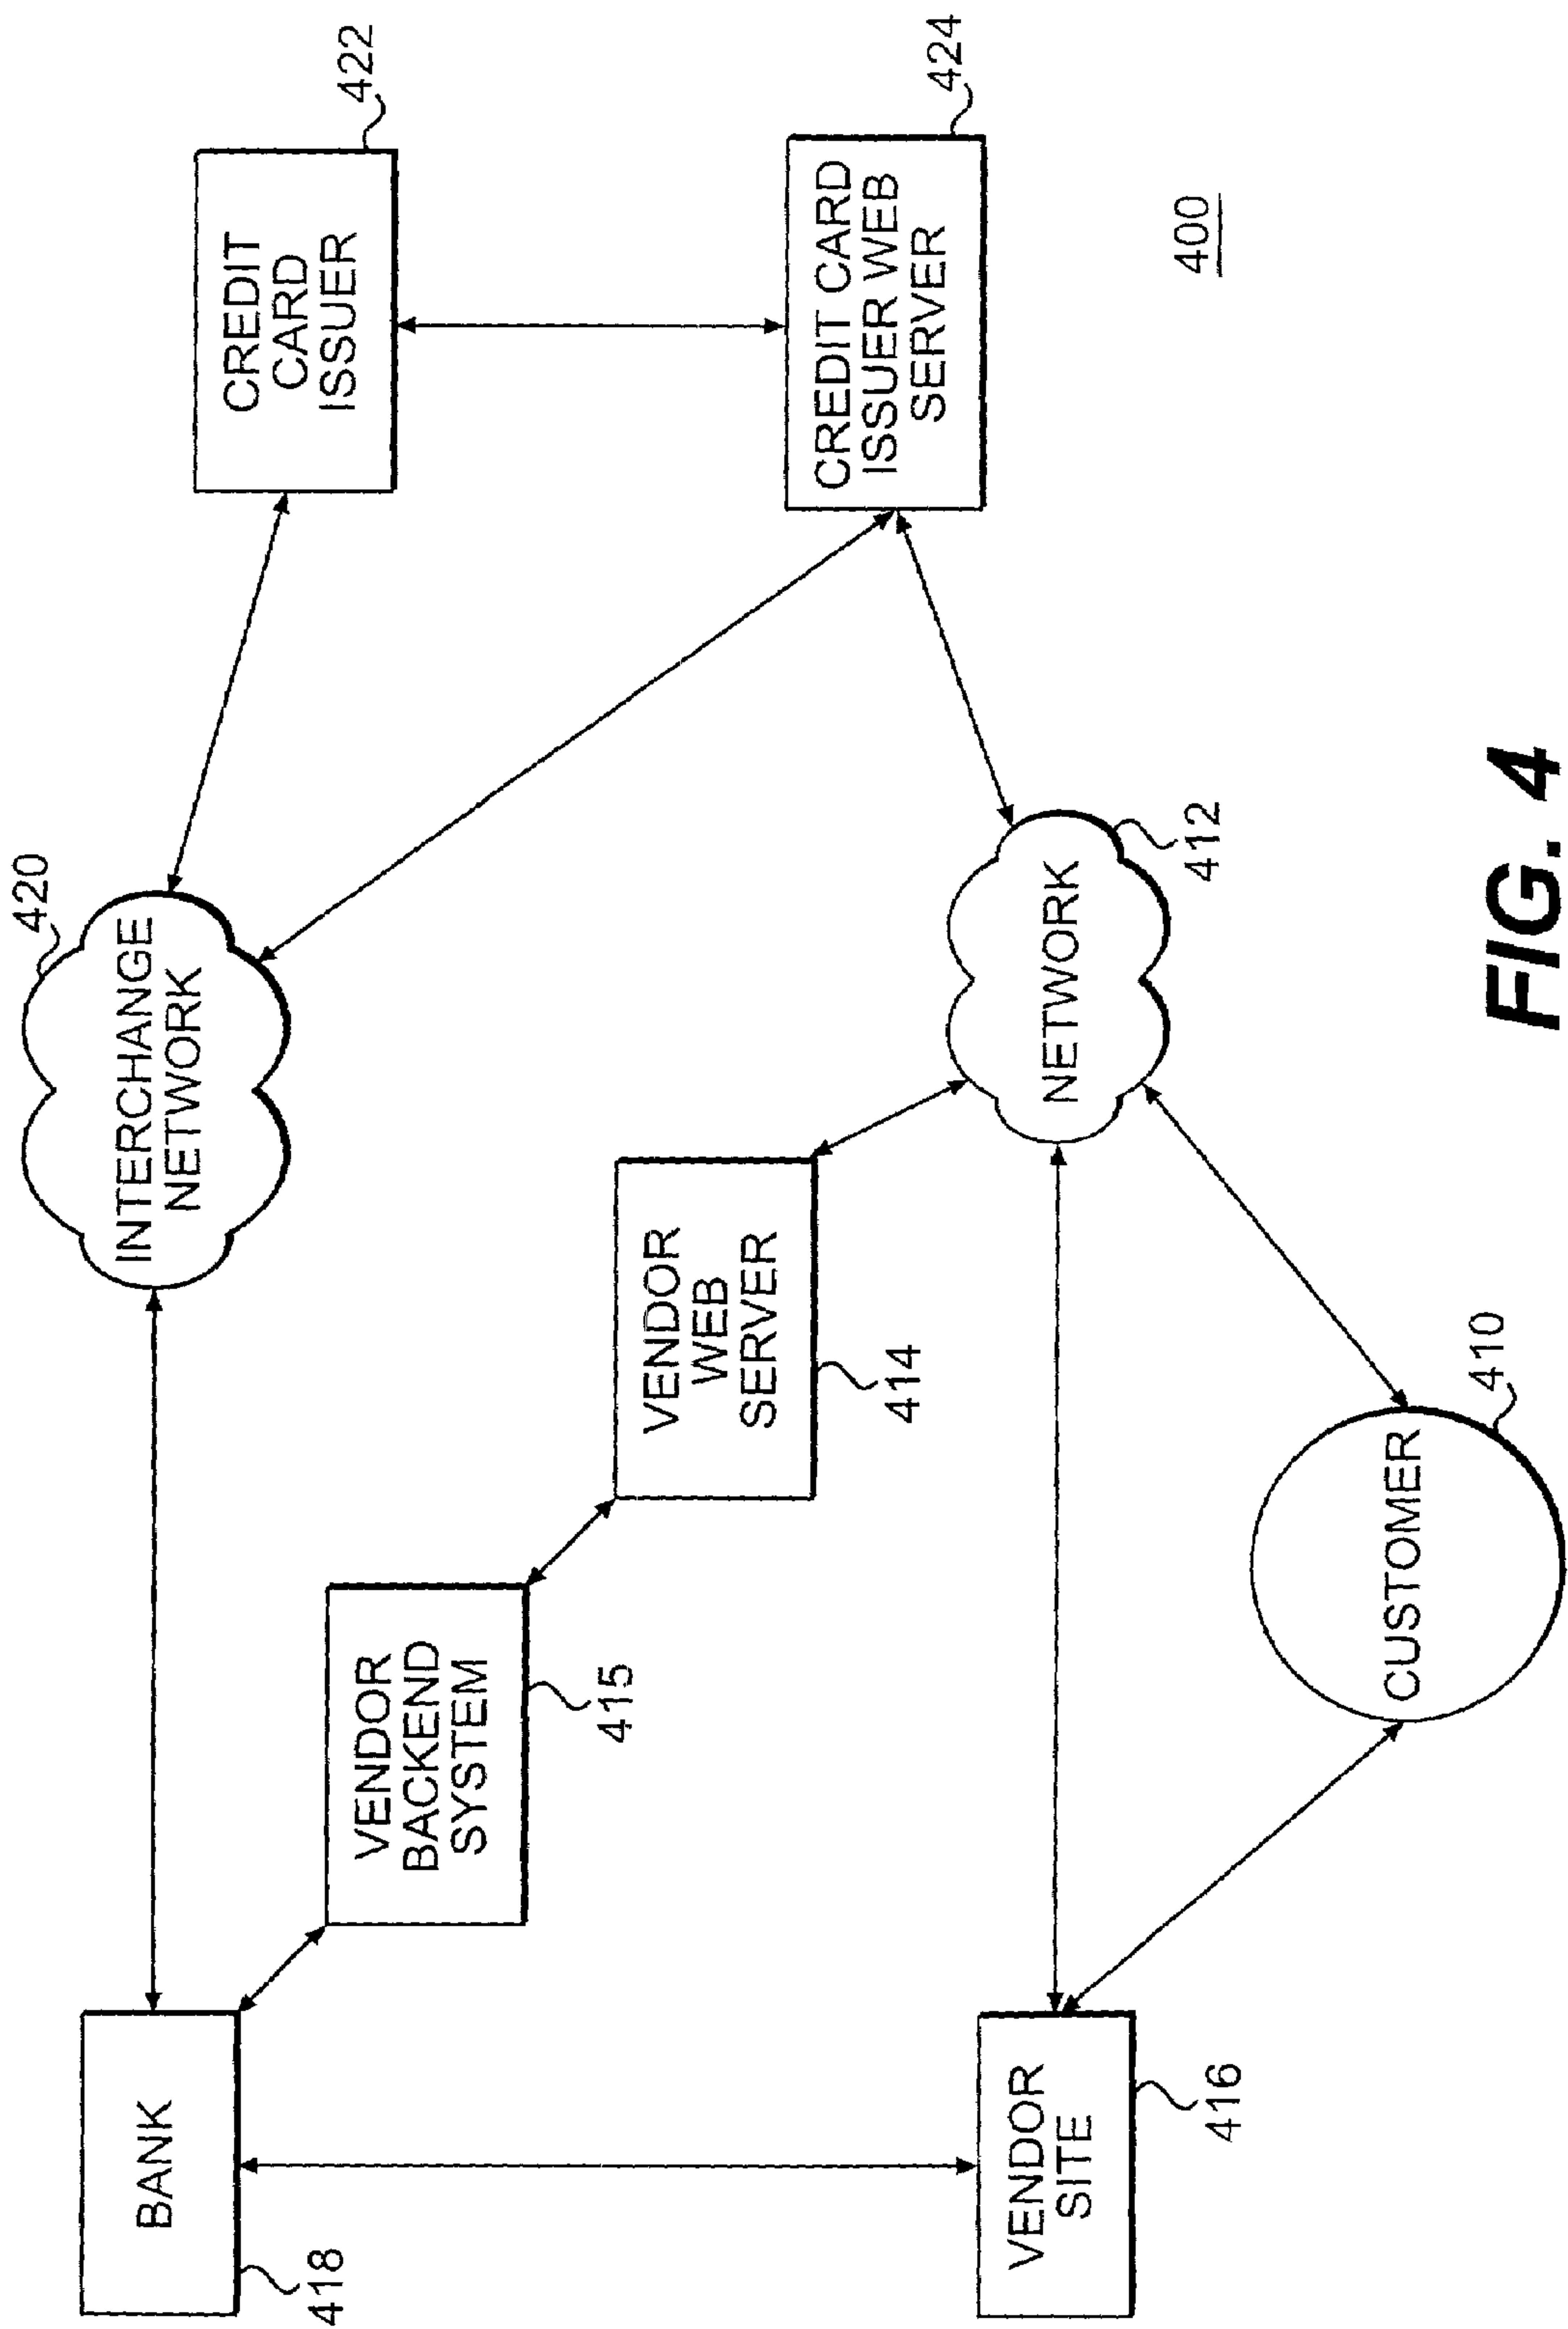 420
INTERCHANGE
NETWORK
422
CREDIT
CARD
ISSUER
BANK
418
VENDOR
BACKEND
SYSTEM
415
VENDOR
WEB
SERVER
414
CREDIT CARD
ISSUER WEB
SERVER
424
VENDOR
SITE
416
NETWORK
412
CUSTOMER
410
400
FIG. 4